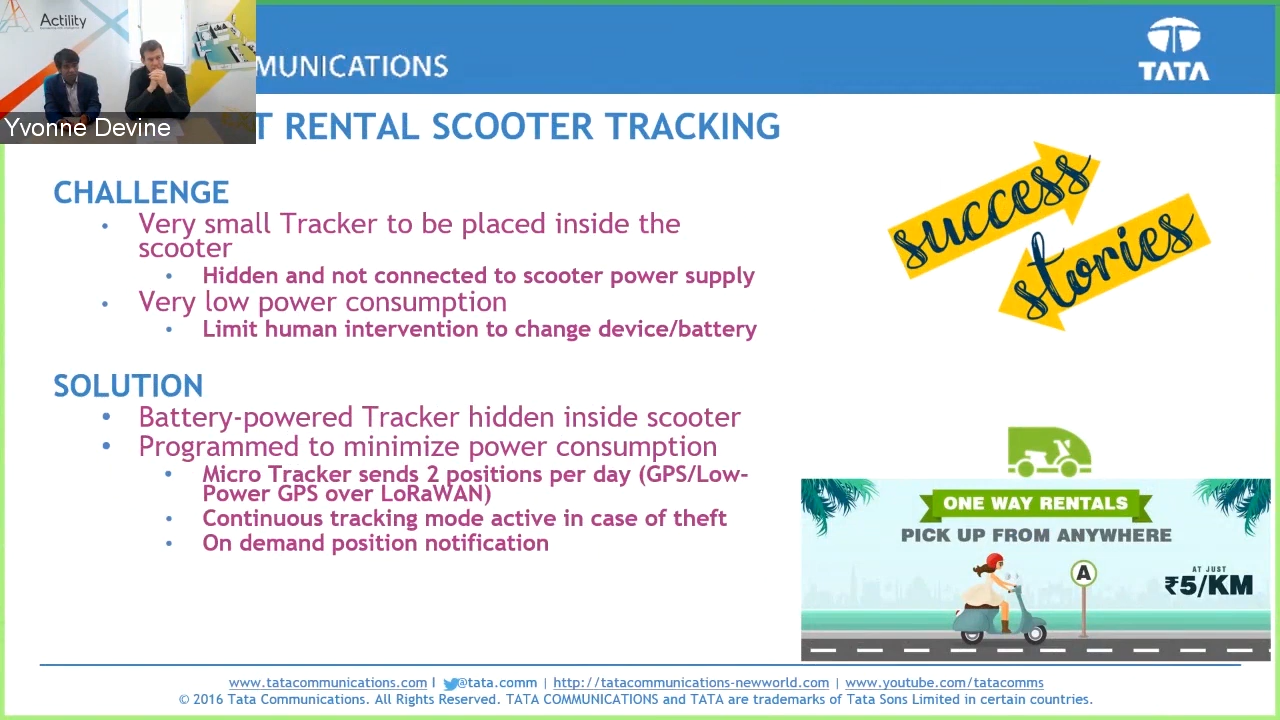 Actility
Yvonne Devine
MUNICATIONS
TATA
T RENTAL SCOOTER TRACKING
success
stories
CHALLENGE
• Very small Tracker to be placed inside the
scooter
• Hidden and not connected to scooter power supply
• Very low power consumption
• Limit human intervention to change device/battery
SOLUTION
• Battery-powered Tracker hidden inside scooter
• Programmed to minimize power consumption
• Micro Tracker sends 2 positions per day (GPS/Low-
Power GPS over LoRaWAN)
• Continuous tracking mode active in case of theft
• On demand position notification
ONE WAY RENTALS
PICK UP FROM ANYWHERE
A
AT JUST
₹5/KM
www.tatacommunications.com I @tata.comm | http://tatacommunications-newworld.com | www.youtube.com/tatacomms
© 2016 Tata Communications. All Rights Reserved. TATA COMMUNICATIONS and TATA are trademarks of Tata Sons Limited in certain countries.